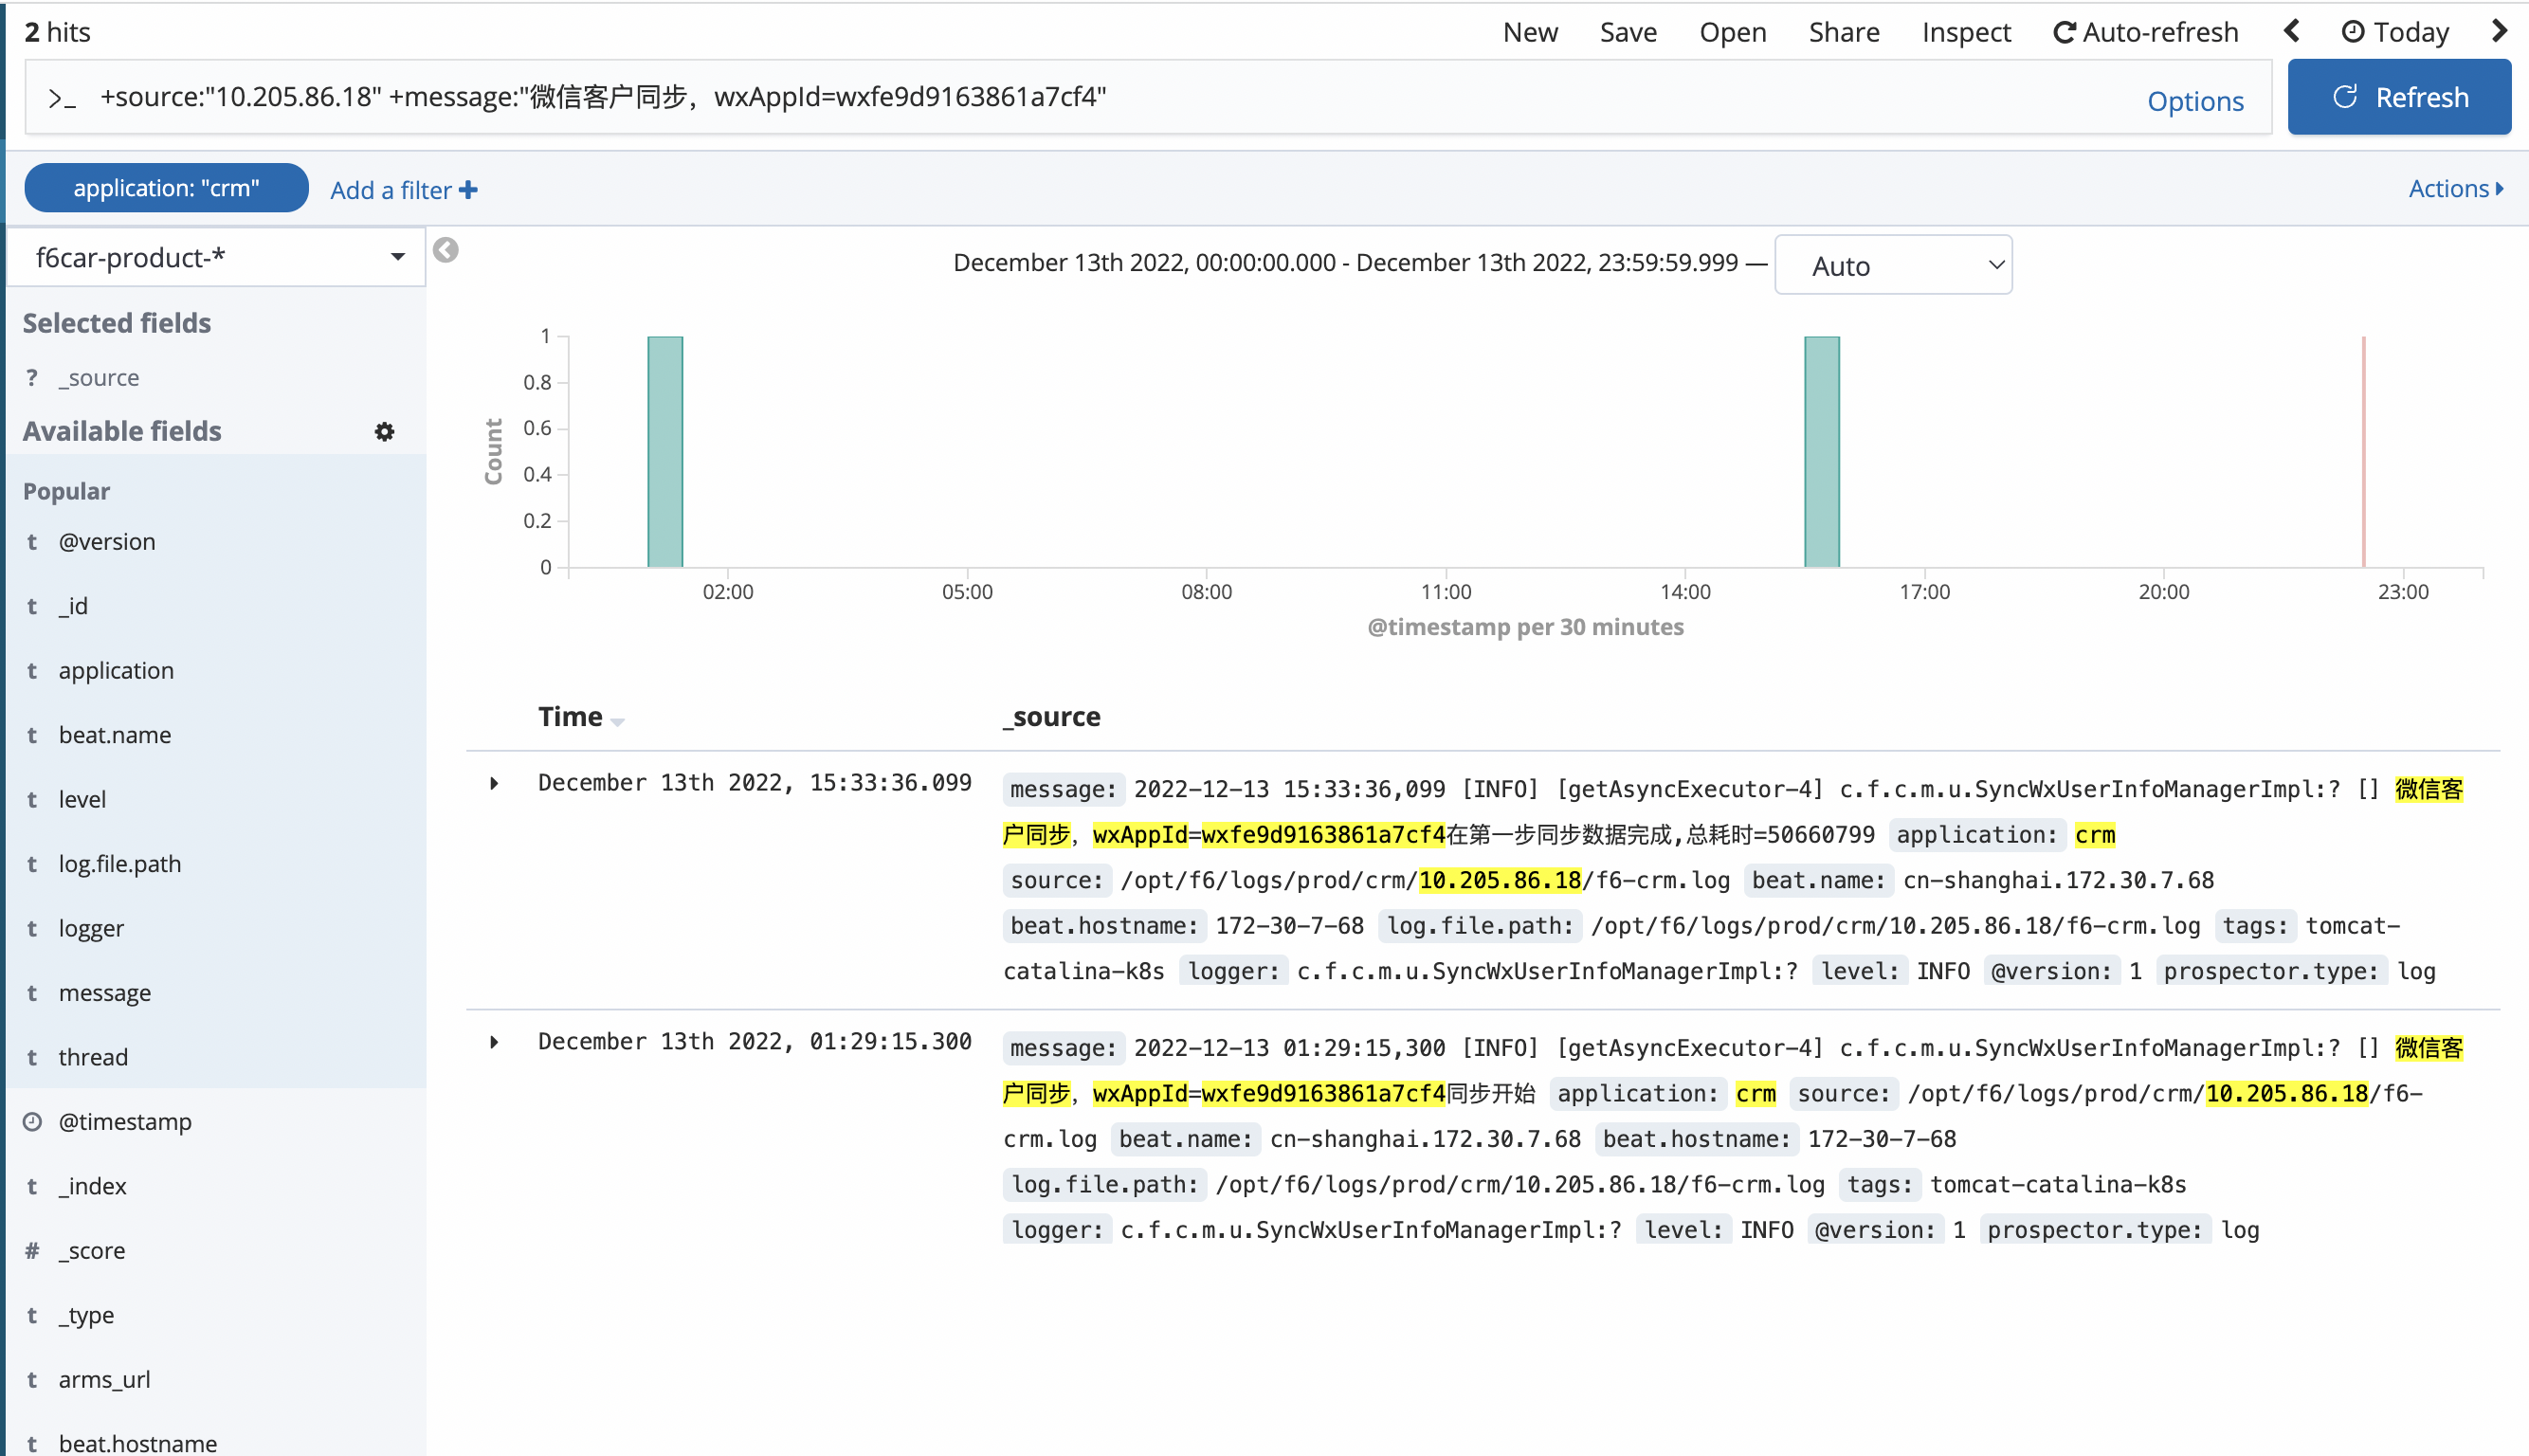 2 hits
New Save Open Share Inspect Auto-refresh Today
>_ +source:"10.205.86.18" +message:"微信客户同步，wxAppId=wxfe9d9163861a7cf4"
Options
Refresh
application: "crm"
Add a filter +
Actions
f6car-product-*
December 13th 2022, 00:00:00.000 - December 13th 2022, 23:59:59.999 —
Auto
Selected fields
? _source
Available fields
Popular
t @version
t _id
t application
t beat.name
t level
t log.file.path
t logger
t message
t thread
@timestamp
t _index
# _score
t _type
t arms_url
t beat.hostname
Count
1
0.8
0.6
0.4
0.2
0
02:00 05:00 08:00 11:00 14:00 17:00 20:00 23:00
@timestamp per 30 minutes
Time _source
December 13th 2022, 15:33:36.099
message: 2022-12-13 15:33:36,099 [INFO] [getAsyncExecutor-4] c.f.c.m.u.SyncWxUserInfoManagerImpl:? [] 微信客
户同步，wxAppId=wxfe9d9163861a7cf4在第一步同步数据完成,总耗时=50660799 application: crm
source: /opt/f6/logs/prod/crm/10.205.86.18/f6-crm.log beat.name: cn-shanghai.172.30.7.68
beat.hostname: 172-30-7-68 log.file.path: /opt/f6/logs/prod/crm/10.205.86.18/f6-crm.log tags: tomcat-
catalina-k8s logger: c.f.c.m.u.SyncWxUserInfoManagerImpl:? level: INFO @version: 1 prospector.type: log
December 13th 2022, 01:29:15.300
message: 2022-12-13 01:29:15,300 [INFO] [getAsyncExecutor-4] c.f.c.m.u.SyncWxUserInfoManagerImpl:? [] 微信客
户同步，wxAppId=wxfe9d9163861a7cf4同步开始 application: crm source: /opt/f6/logs/prod/crm/10.205.86.18/f6-
crm.log beat.name: cn-shanghai.172.30.7.68 beat.hostname: 172-30-7-68
log.file.path: /opt/f6/logs/prod/crm/10.205.86.18/f6-crm.log tags: tomcat-catalina-k8s
logger: c.f.c.m.u.SyncWxUserInfoManagerImpl:? level: INFO @version: 1 prospector.type: log